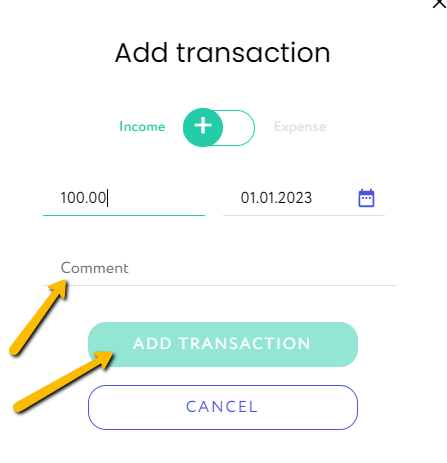 Add transaction
Income + Expense
100.00 01.01.2023
Comment
ADD TRANSACTION
CANCEL